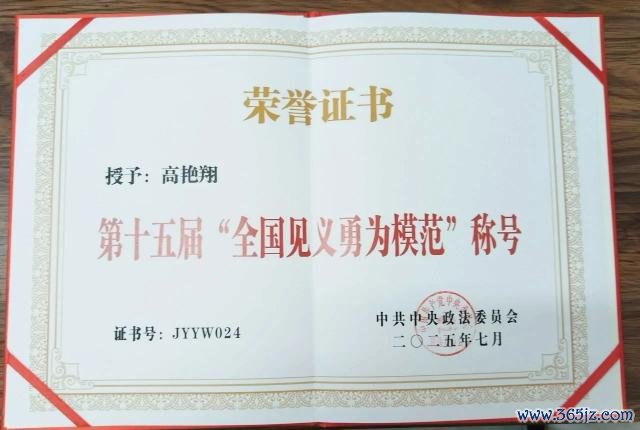 荣誉证书
授予：高艳翔
第十五届“全国见义勇为模范”称号
证书号：JYYW024
中共中央政法委员会
二〇二五年七月
www.365jz.com